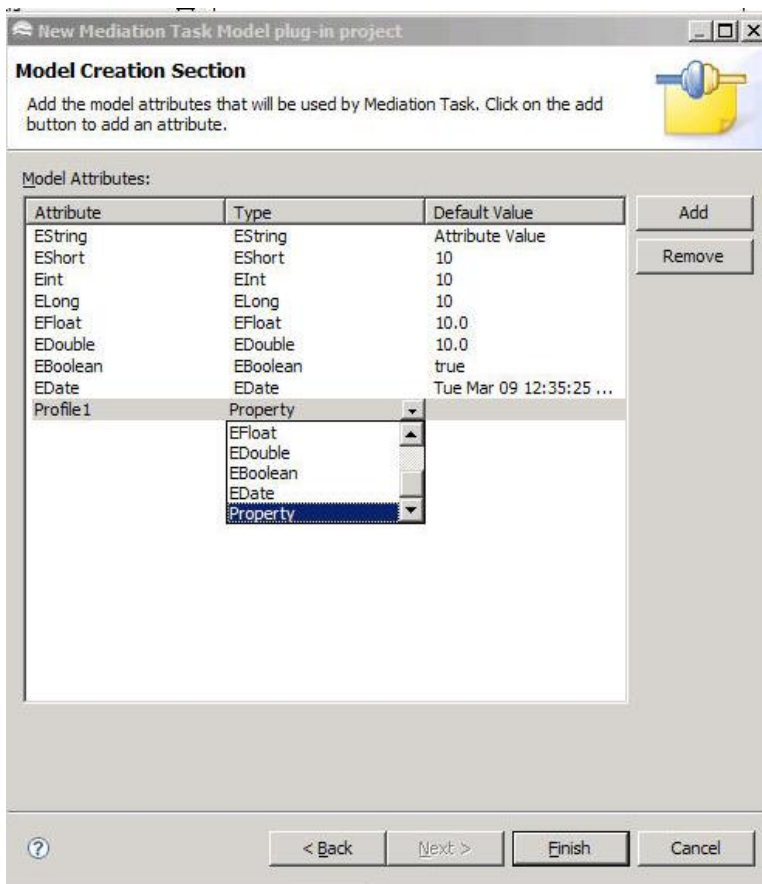 New Mediation Task Model plug-in project
Model Creation Section
Add the model attributes that will be used by Mediation Task. Click on the add
button to add an attribute.
Model Attributes:
Attribute Type Default Value Add
EString EString Attribute Value
EShort EShort 10 Remove
Eint EInt 10
ELong ELong 10
EFloat EFloat 10.0
EDouble EDouble 10.0
EBoolean EBoolean true
EDate EDate Tue Mar 09 12:35:25 ...
Profile1 Property
EFloat
EDouble
EBoolean
EDate
Property
? < Back Next > Finish Cancel